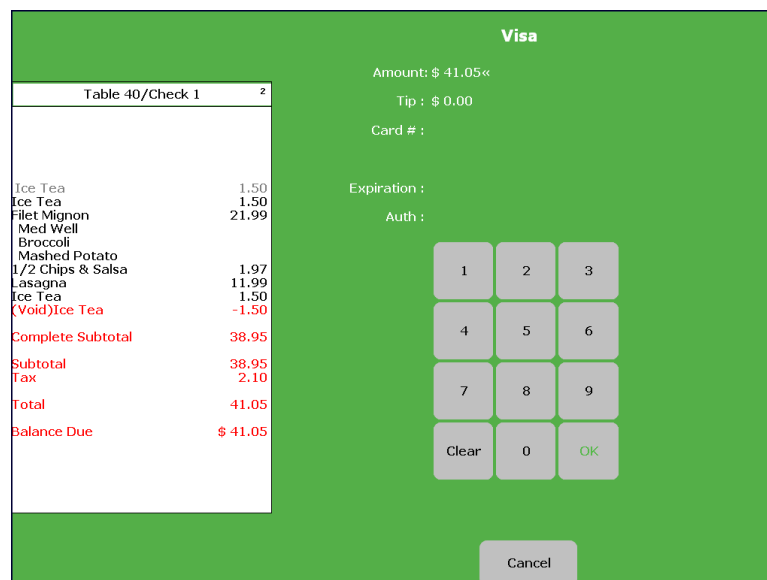 Visa
Amount: $ 41.05«
Tip : $ 0.00
Card # :
Expiration :
Auth :
Table 40/Check 1 2
Ice Tea 1.50
Ice Tea 1.50
Filet Mignon 21.99
Med Well
Broccoli
Mashed Potato
1/2 Chips & Salsa 1.97
Lasagna 11.99
Ice Tea 1.50
(Void)Ice Tea -1.50
Complete Subtotal 38.95
Subtotal 38.95
Tax 2.10
Total 41.05
Balance Due $ 41.05
1 2 3
4 5 6
7 8 9
Clear 0 OK
Cancel